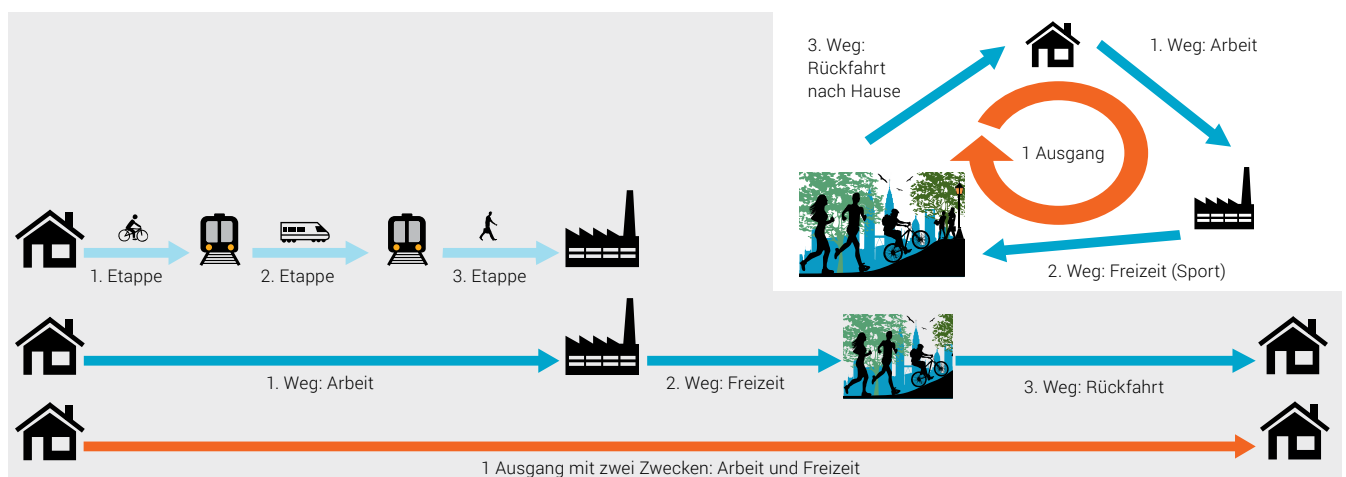 3. Weg:
Rückfahrt
nach Hause
1. Weg: Arbeit
1 Ausgang
2. Weg: Freizeit (Sport)
1. Etappe
2. Etappe
3. Etappe
1. Weg: Arbeit
2. Weg: Freizeit
3. Weg: Rückfahrt
1 Ausgang mit zwei Zwecken: Arbeit und Freizeit